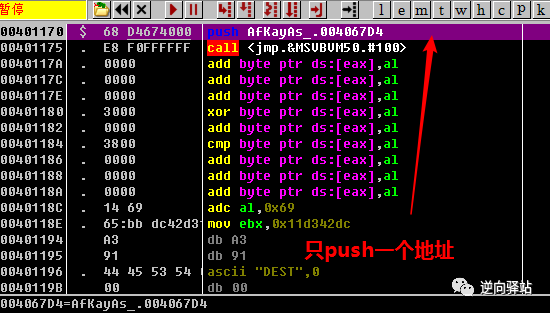 暂停 l e m t w h c p k
00401170 $ 68 D4674000 push AfKayAs_.004067D4
00401175 . E8 F0FFFFFF call <jmp.&MSVBVM50.#100>
0040117A . 0000 add byte ptr ds:[eax],al
0040117C . 0000 add byte ptr ds:[eax],al
0040117E . 0000 add byte ptr ds:[eax],al
00401180 . 3000 xor byte ptr ds:[eax],al
00401182 . 0000 add byte ptr ds:[eax],al
00401184 . 3800 cmp byte ptr ds:[eax],al
00401186 . 0000 add byte ptr ds:[eax],al
00401188 . 0000 add byte ptr ds:[eax],al
0040118A . 0000 add byte ptr ds:[eax],al
0040118C . 14 69 adc al,0x69
0040118E . 65:bb dc42d31 mov ebx,0x11d342dc
00401194 A3 db A3
00401195 91 db 91
00401196 . 44 45 53 54 ascii "DEST",0
0040119B 00 db 00
只push一个地址
逆向驿站
004067D4=AfKayAs_.004067D4